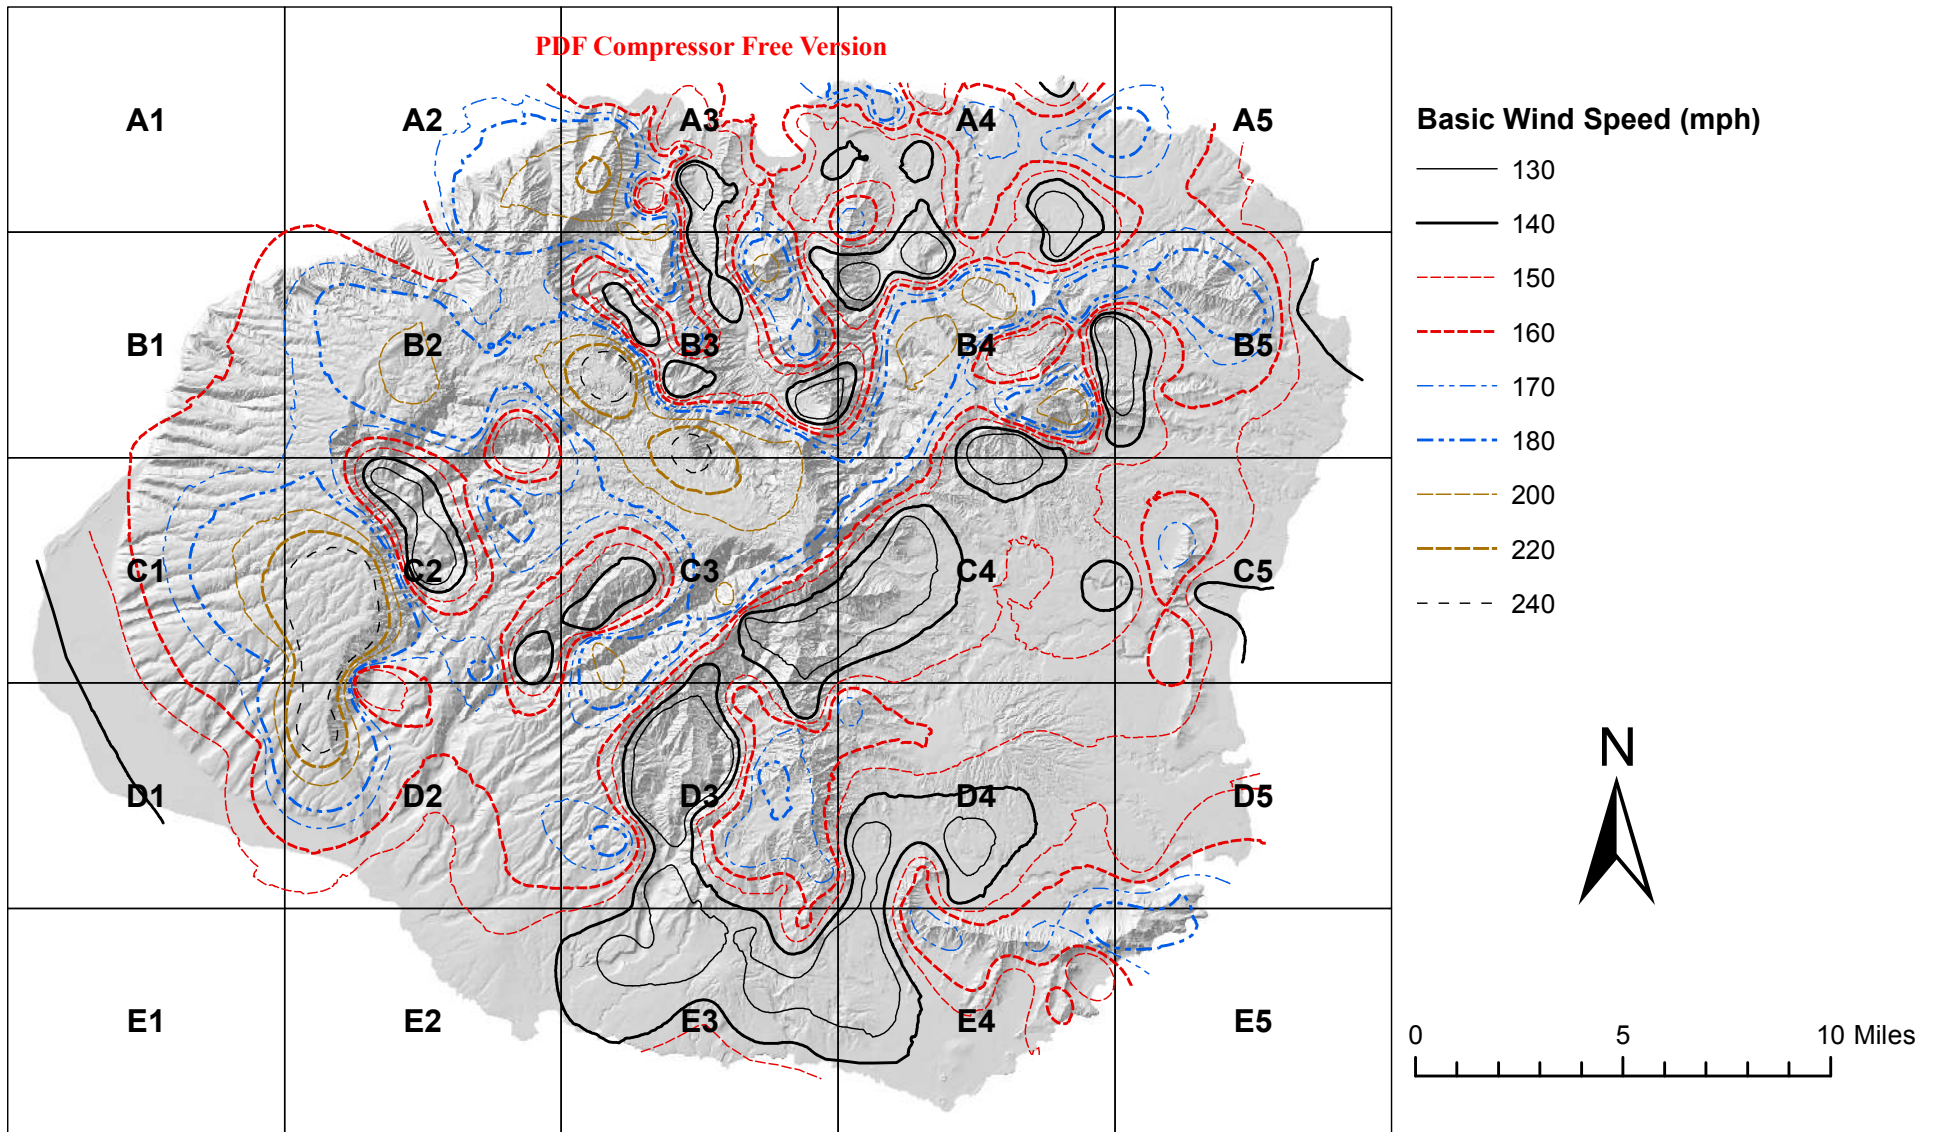 PDF Compressor Free Version
A1 A2 A3 A4 A5
B1 B2 B3 B4 B5
C1 C2 C3 C4 C5
D1 D2 D3 D4 D5
E1 E2 E3 E4 E5
Basic Wind Speed (mph)
130
140
150
160
170
180
200
220
240
N
0 5 10 Miles